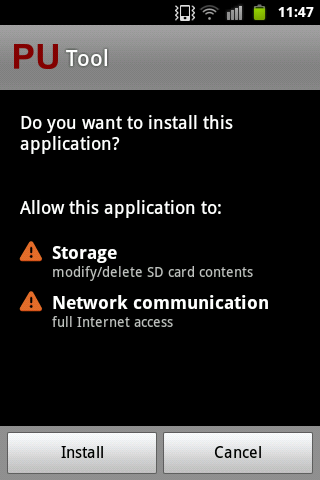 11:47
PU Tool
Do you want to install this
application?
Allow this application to:
Storage
modify/delete SD card contents
Network communication
full Internet access
Install Cancel